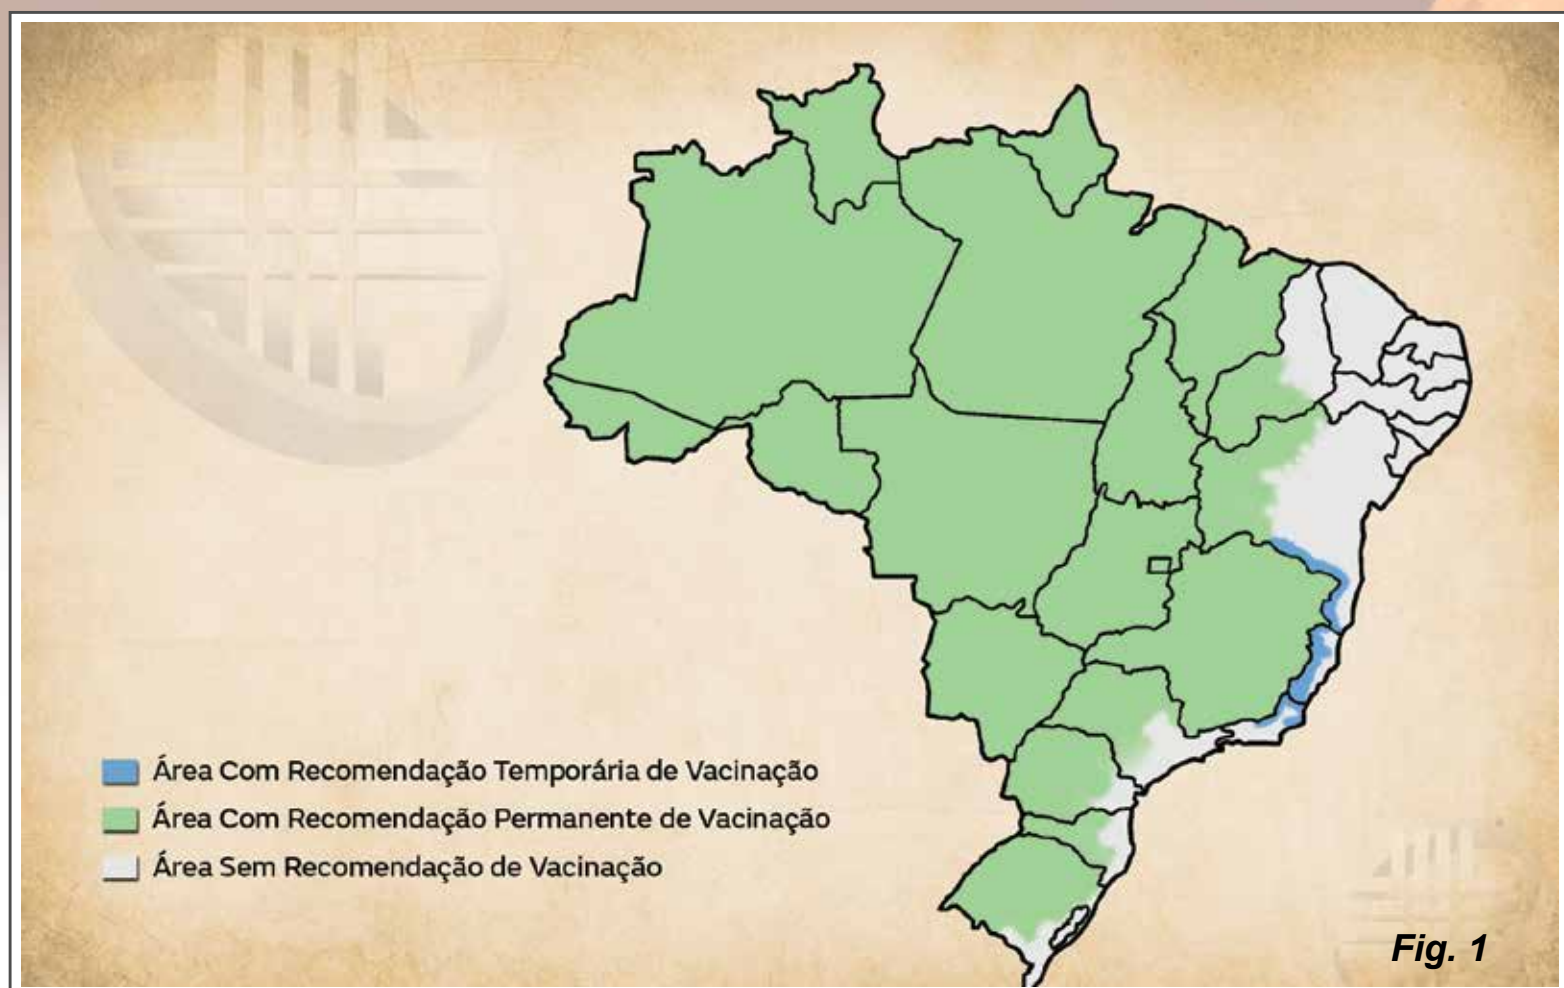 Área Com Recomendação Temporária de Vacinação
Área Com Recomendação Permanente de Vacinação
Área Sem Recomendação de Vacinação
Fig. 1